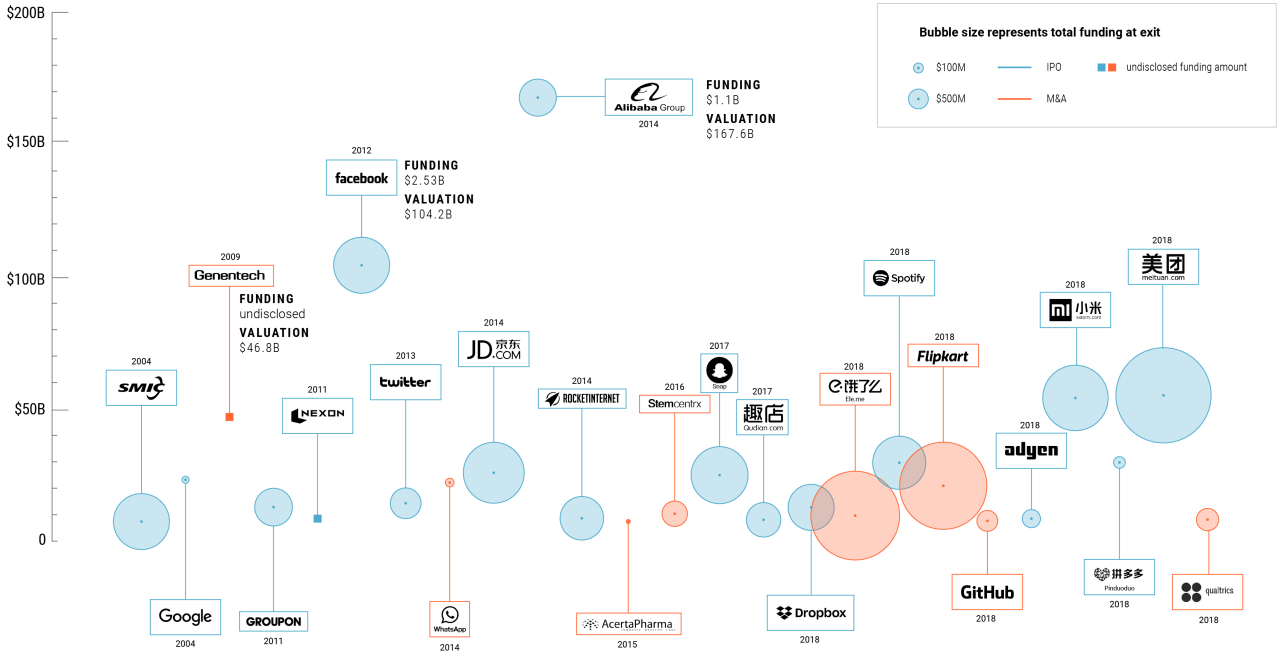 $200B
$150B
$100B
$50B
0
Bubble size represents total funding at exit
$100M
IPO
undisclosed funding amount
$500M
M&A
Alibaba Group
2014
FUNDING
$1.1B
VALUATION
$167.6B
2012
facebook
FUNDING
$2.53B
VALUATION
$104.2B
2009
Genentech
FUNDING
undisclosed
VALUATION
$46.8B
2004
SMIC
2004
Google
2011
GROUPON
2011
NEXON
2013
twitter
2014
WhatsApp
2014
JD.COM
京东
2014
ROCKETINTERNET
2015
AcertaPharma
2016
Stemcentrx
2017
Snap
2017
趣店
Qudian.com
2018
Dropbox
2018
饿了么
Ele.me
2018
Spotify
2018
Flipkart
2018
GitHub
2018
adyen
2018
mi 小米
xiaomi.com
2018
拼多多
Pinduoduo
2018
美团
meituan.com
2018
qualtrics